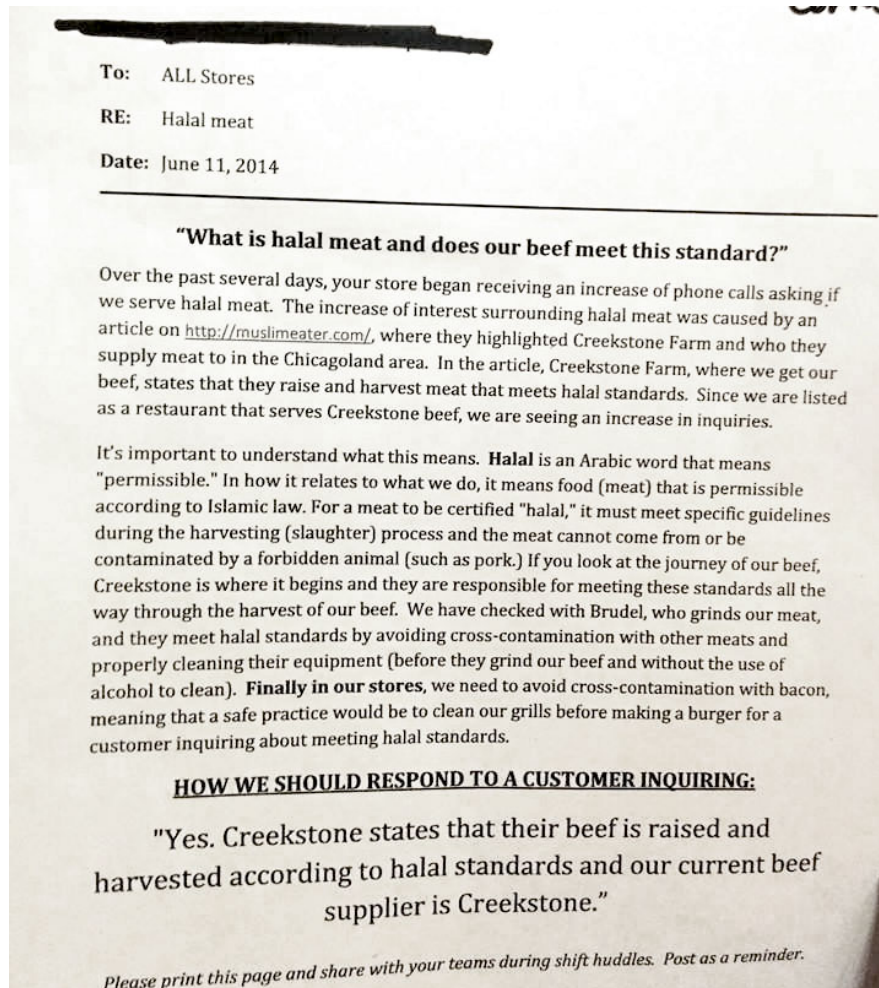 To: ALL Stores
RE: Halal meat
Date: June 11, 2014
“What is halal meat and does our beef meet this standard?”
Over the past several days, your store began receiving an increase of phone calls asking if
we serve halal meat. The increase of interest surrounding halal meat was caused by an
article on http://muslimeater.com/, where they highlighted Creekstone Farm and who they
supply meat to in the Chicagoland area. In the article, Creekstone Farm, where we get our
beef, states that they raise and harvest meat that meets halal standards. Since we are listed
as a restaurant that serves Creekstone beef, we are seeing an increase in inquiries.
It's important to understand what this means. Halal is an Arabic word that means
"permissible." In how it relates to what we do, it means food (meat) that is permissible
according to Islamic law. For a meat to be certified "halal," it must meet specific guidelines
during the harvesting (slaughter) process and the meat cannot come from or be
contaminated by a forbidden animal (such as pork.) If you look at the journey of our beef,
Creekstone is where it begins and they are responsible for meeting these standards all the
way through the harvest of our beef. We have checked with Brudel, who grinds our meat,
and they meet halal standards by avoiding cross-contamination with other meats and
properly cleaning their equipment (before they grind our beef and without the use of
alcohol to clean). Finally in our stores, we need to avoid cross-contamination with bacon,
meaning that a safe practice would be to clean our grills before making a burger for a
customer inquiring about meeting halal standards.
HOW WE SHOULD RESPOND TO A CUSTOMER INQUIRING:
"Yes. Creekstone states that their beef is raised and
harvested according to halal standards and our current beef
supplier is Creekstone.”
Please print this page and share with your teams during shift huddles. Post as a reminder.